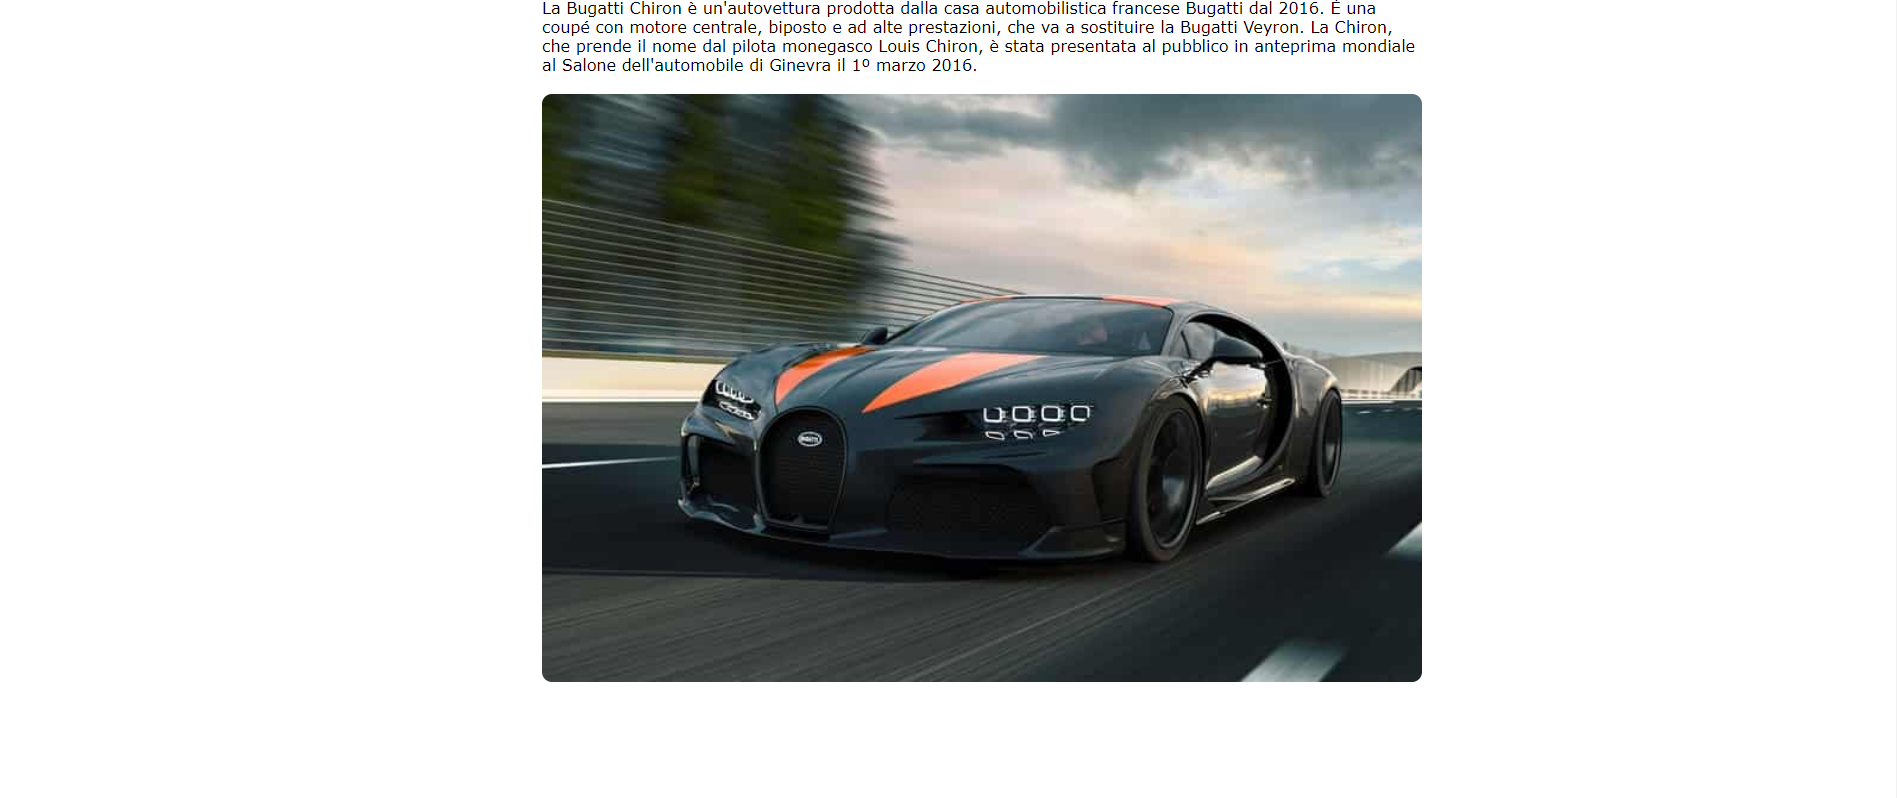 La Bugatti Chiron è un'autovettura prodotta dalla casa automobilistica francese Bugatti dal 2016. È una
coupé con motore centrale, biposto e ad alte prestazioni, che va a sostituire la Bugatti Veyron. La Chiron,
che prende il nome dal pilota monegasco Louis Chiron, è stata presentata al pubblico in anteprima mondiale
al Salone dell'automobile di Ginevra il 1º marzo 2016.
BUGATTI